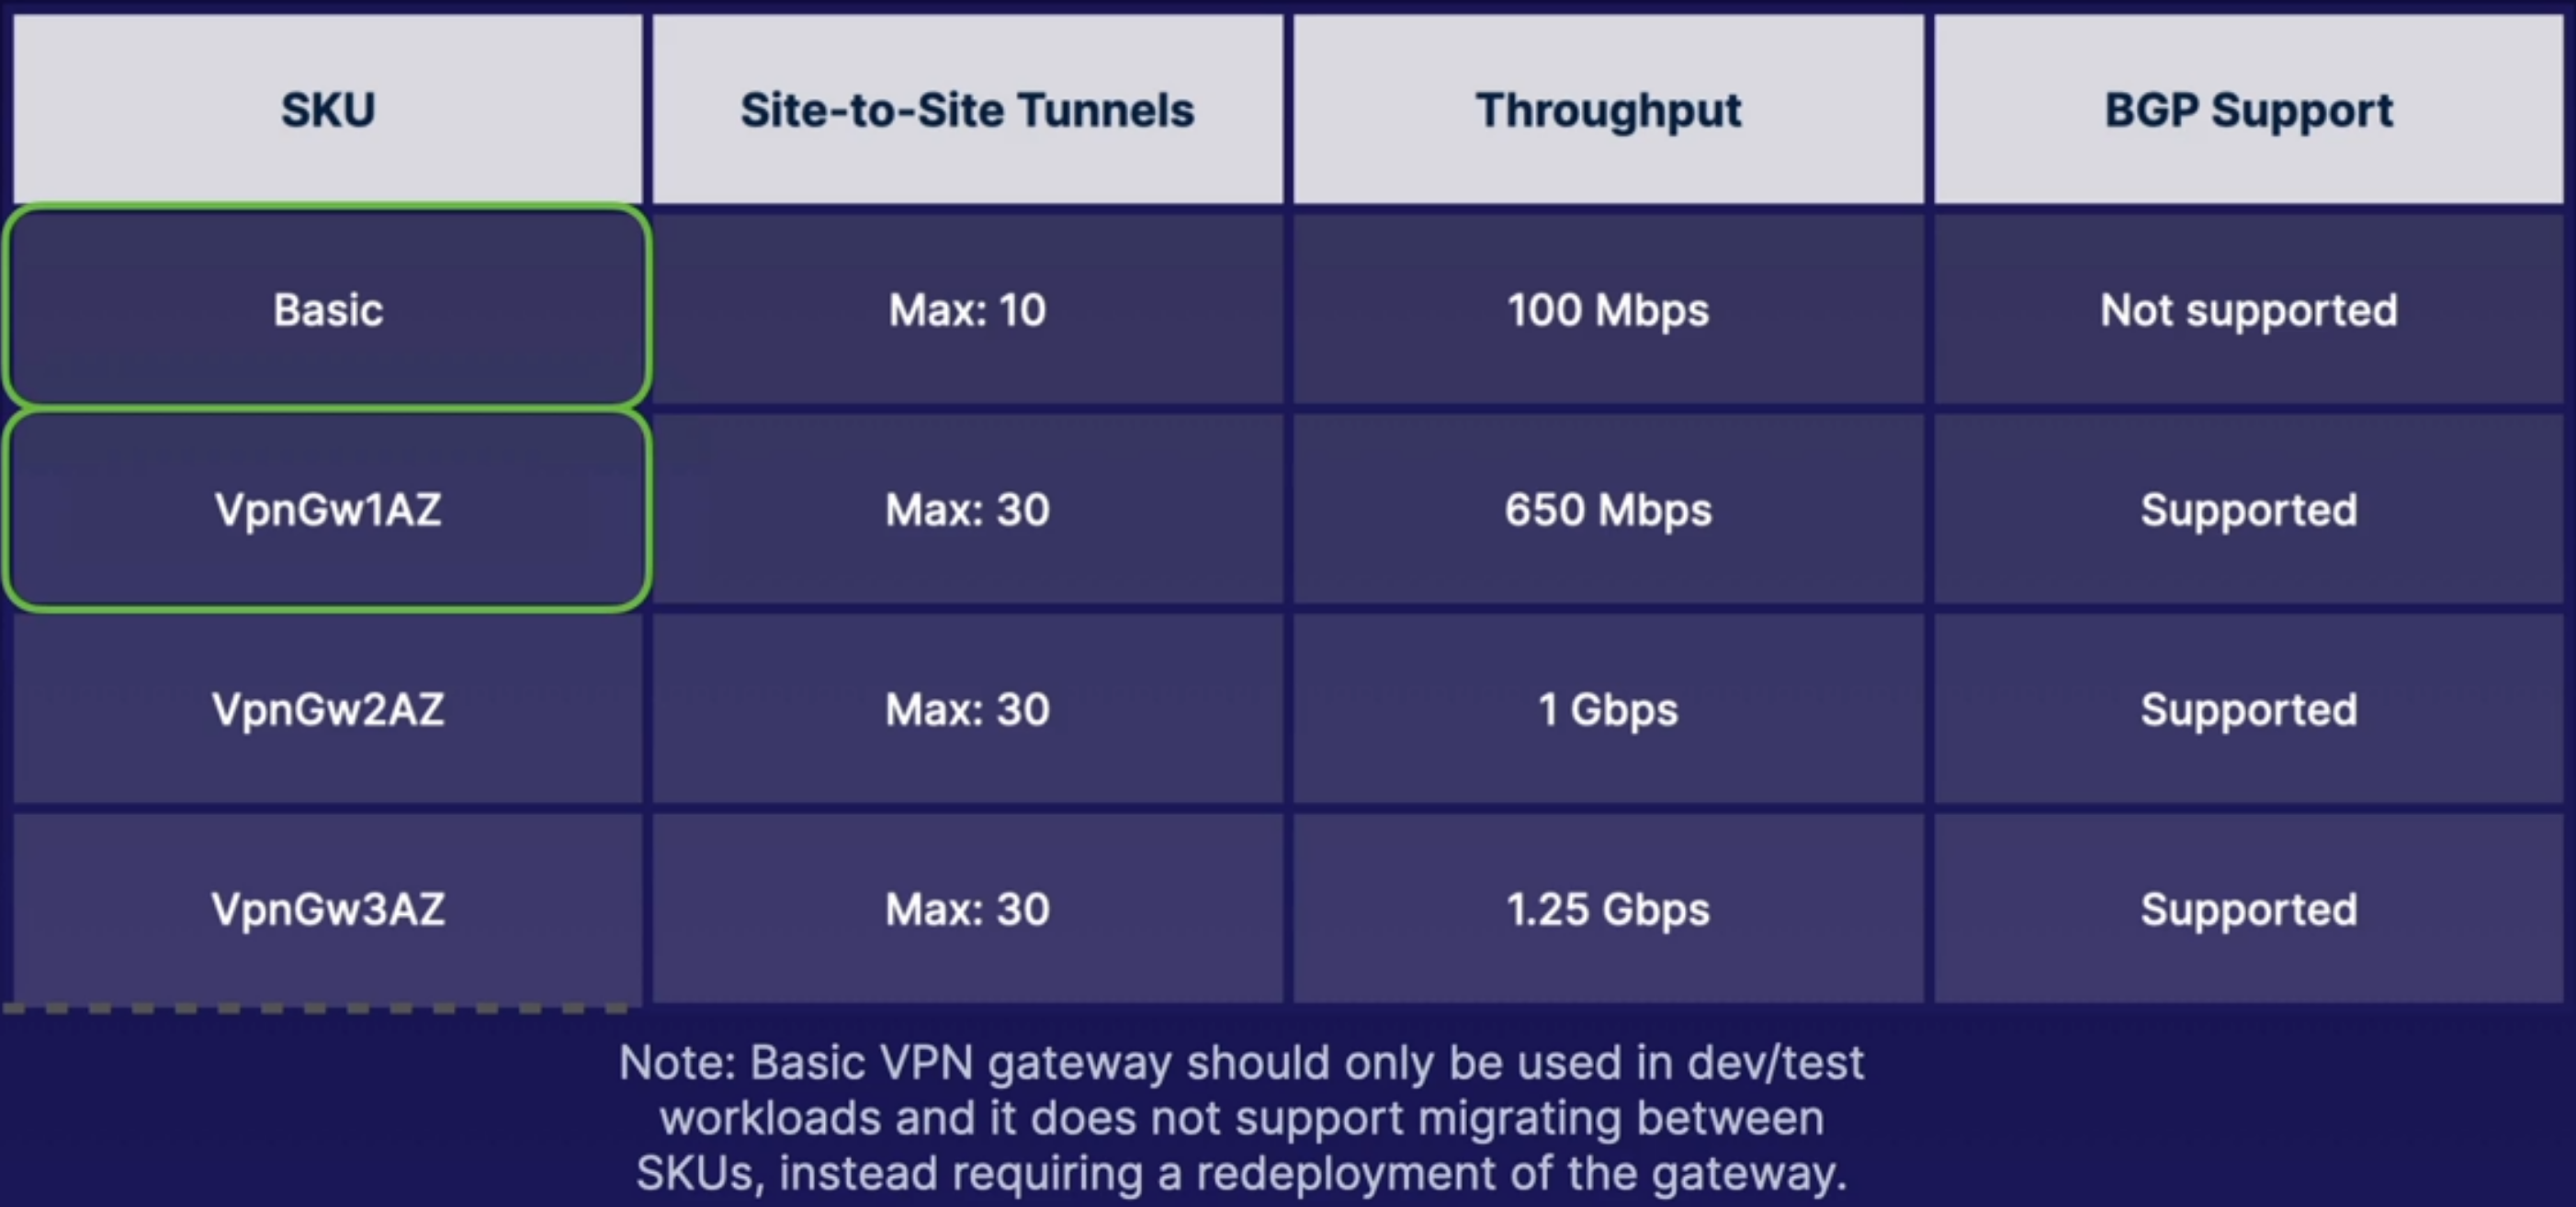 SKU Site-to-Site Tunnels Throughput BGP Support
Basic Max: 10 100 Mbps Not supported
VpnGw1AZ Max: 30 650 Mbps Supported
VpnGw2AZ Max: 30 1 Gbps Supported
VpnGw3AZ Max: 30 1.25 Gbps Supported
Note: Basic VPN gateway should only be used in dev/test
workloads and it does not support migrating between
SKUs, instead requiring a redeployment of the gateway.